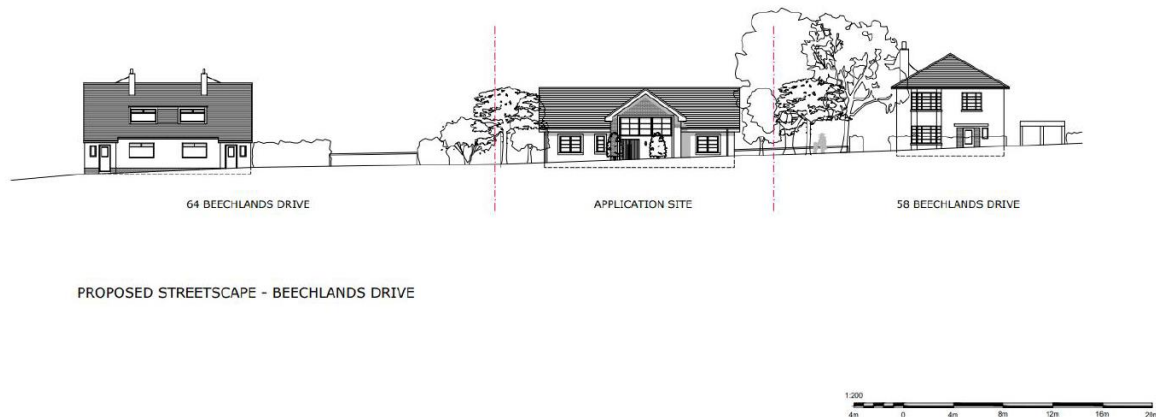 64 BEECHLANDS DRIVE
APPLICATION SITE
58 BEECHLANDS DRIVE
PROPOSED STREETSCAPE - BEECHLANDS DRIVE
1:200
4m 0 4m 8m 12m 16m